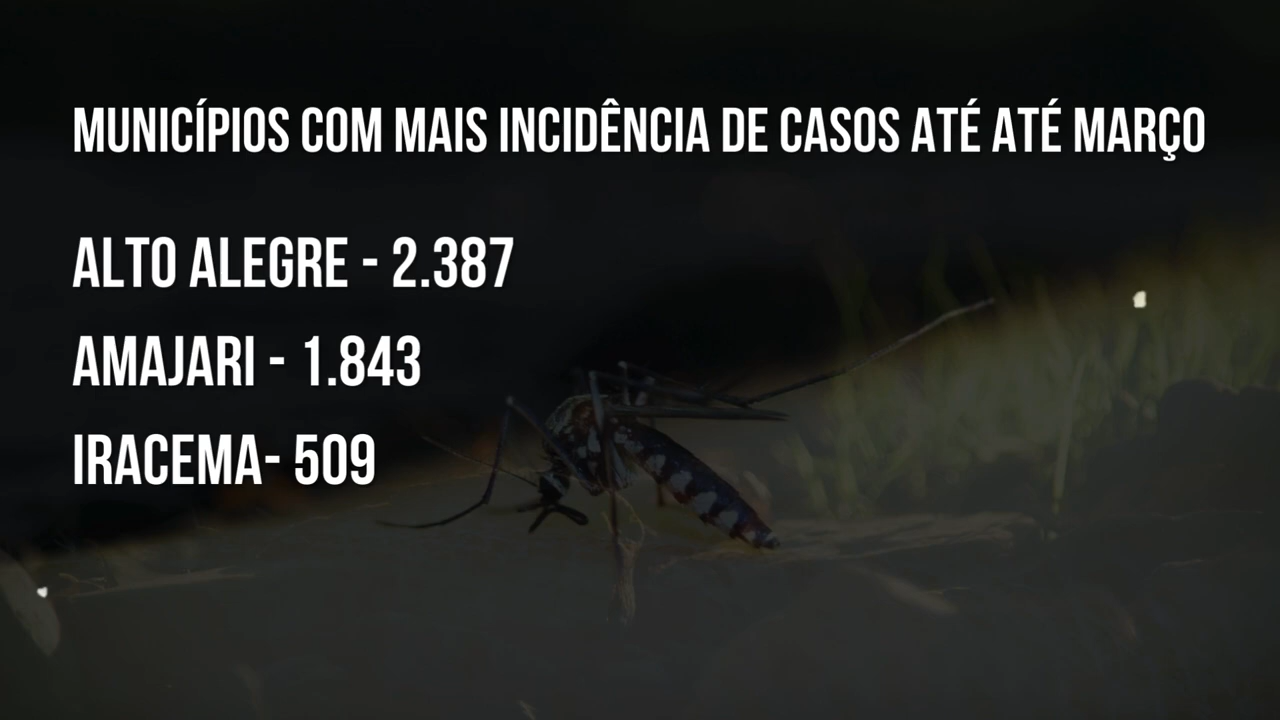 MUNICÍPIOS COM MAIS INCIDÊNCIA DE CASOS ATÉ ATÉ MARÇO
ALTO ALEGRE - 2.387
AMAJARI - 1.843
IRACEMA- 509